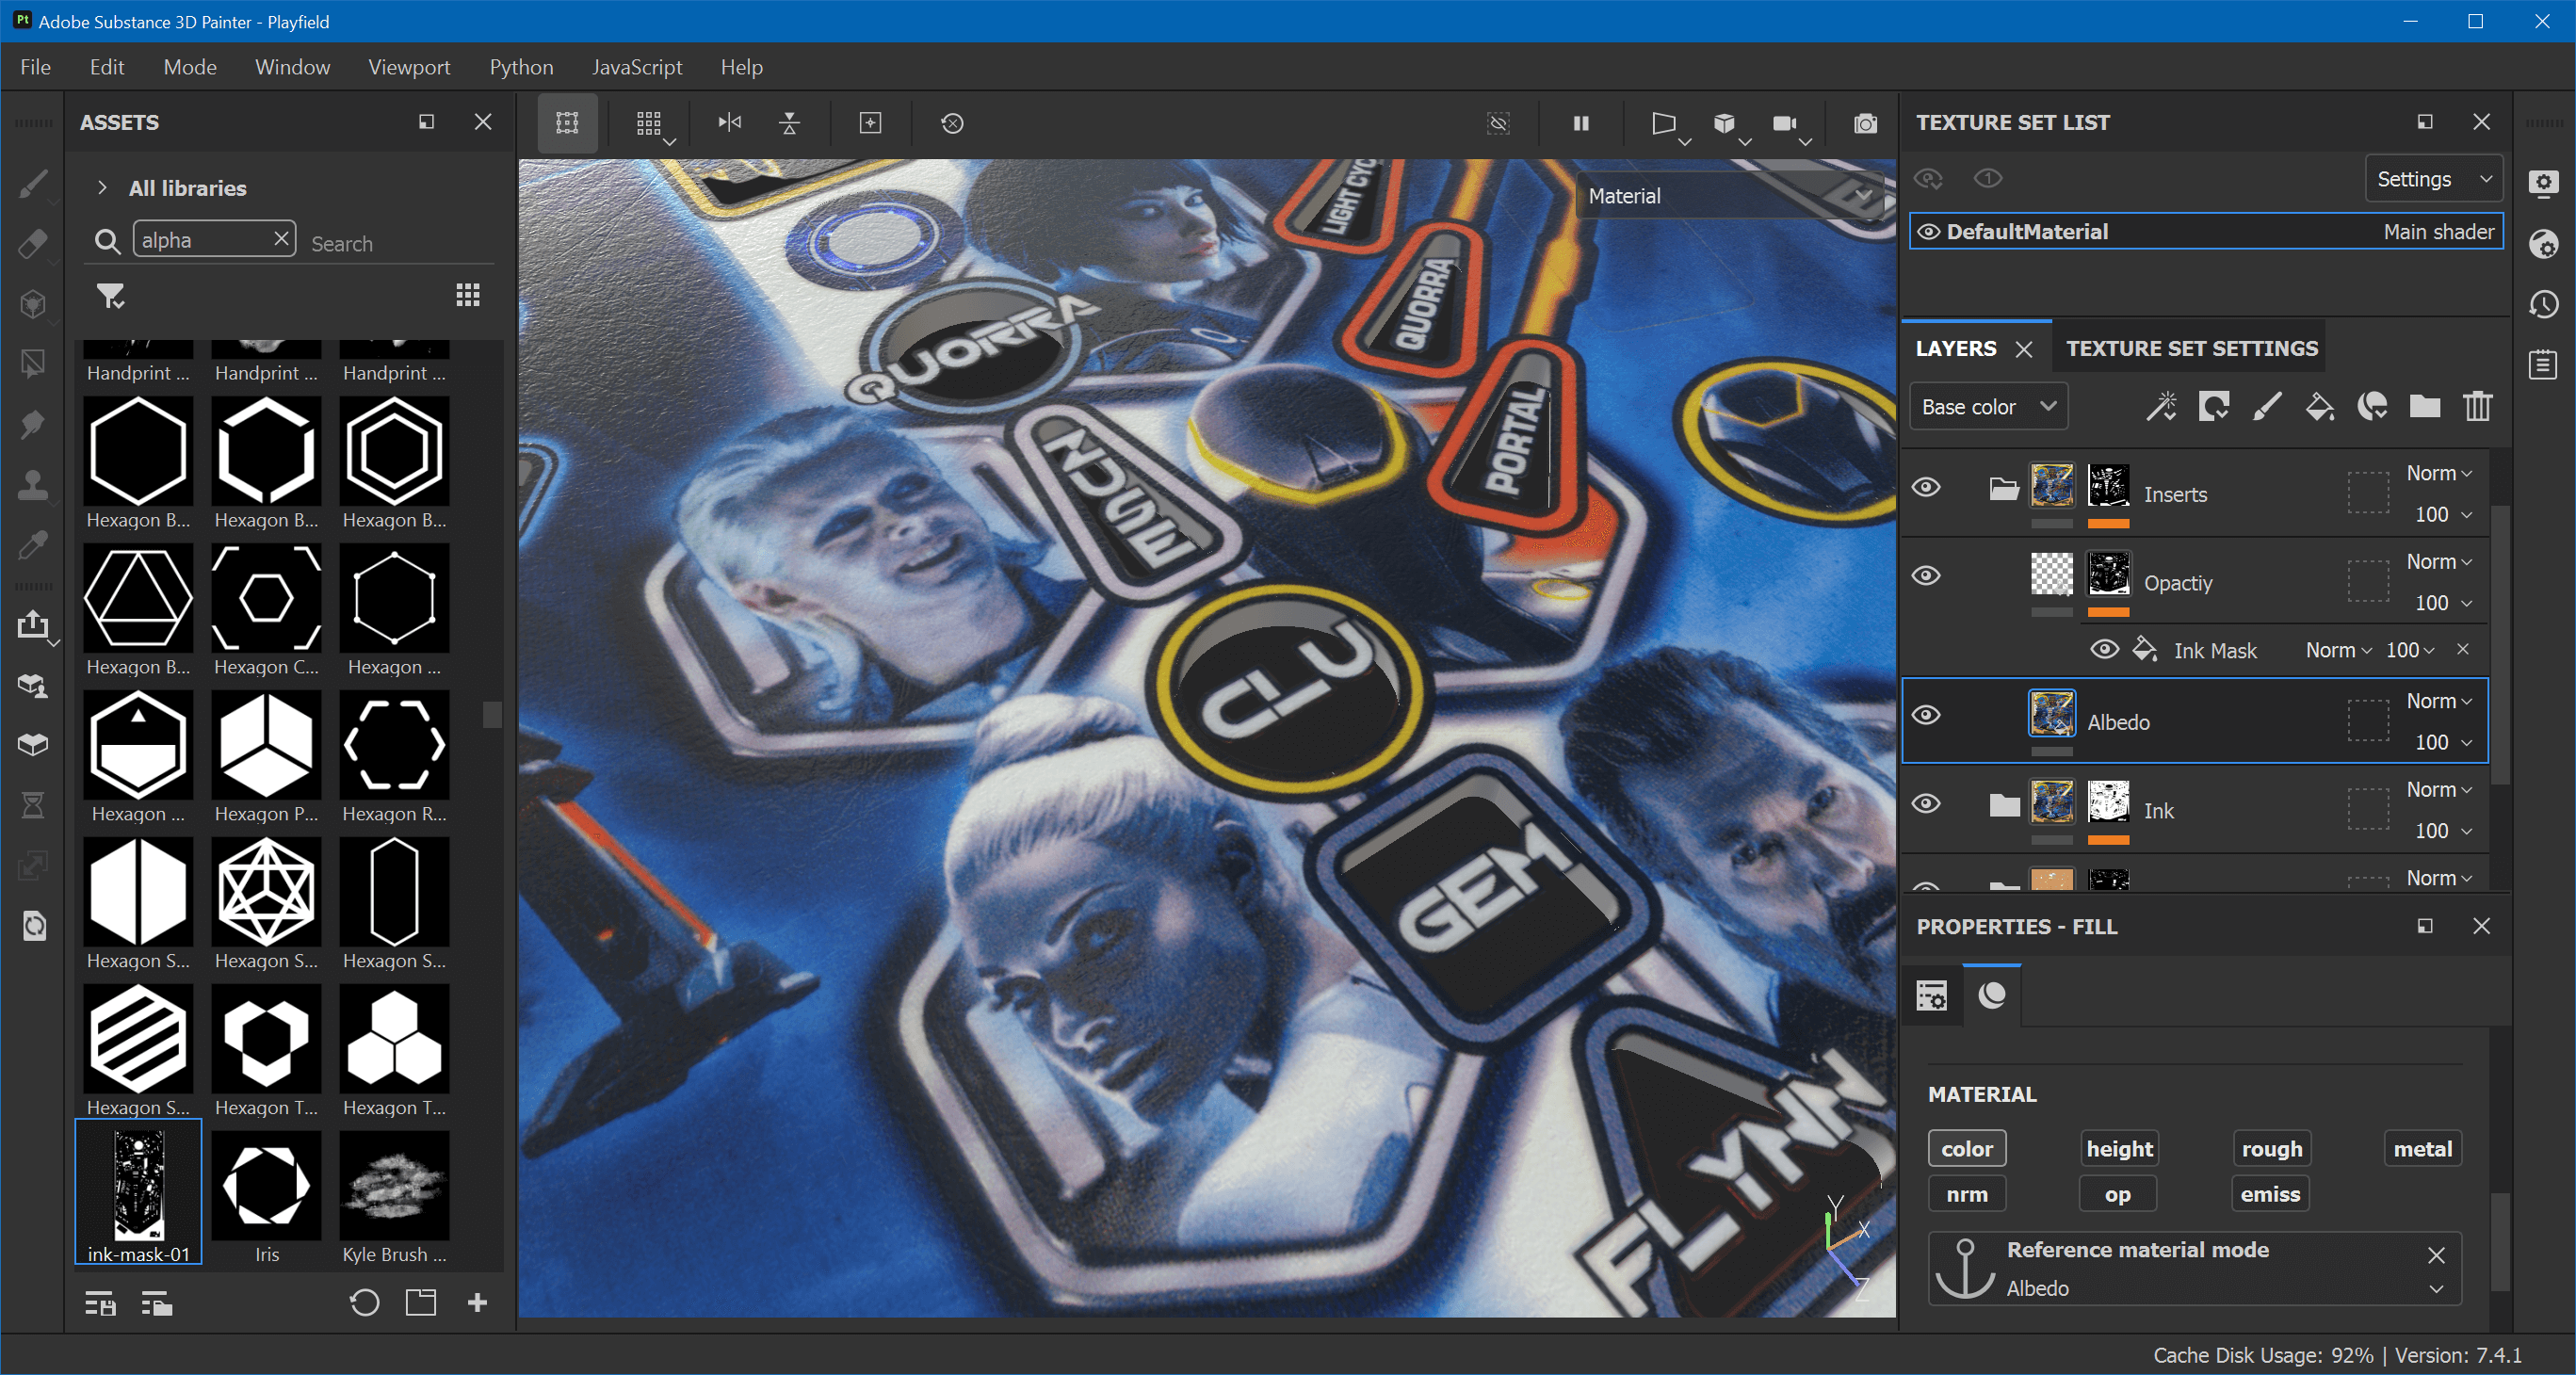 Pt Adobe Substance 3D Painter - Playfield
File Edit Mode Window Viewport Python JavaScript Help
ASSETS
All libraries
alpha Search
Handprint ... Handprint ... Handprint ...
Hexagon B... Hexagon B... Hexagon B...
Hexagon B... Hexagon C... Hexagon ...
Hexagon ... Hexagon P... Hexagon R...
Hexagon S... Hexagon S... Hexagon S...
Hexagon S... Hexagon T... Hexagon T...
ink-mask-01 Iris Kyle Brush ...
Material
LIGHT CYC
QUORRA
QUORRA
PORTAL
ZUSE
CLU
GEM
FLYNN
Y
X
Z
TEXTURE SET LIST
1
Settings
DefaultMaterial Main shader
LAYERS TEXTURE SET SETTINGS
Base color
Inserts Norm
100
Opactiy Norm
100
Ink Mask Norm 100
Albedo Norm
100
Ink Norm
100
Norm
PROPERTIES - FILL
MATERIAL
color height rough metal
nrm op emiss
Reference material mode
Albedo
Cache Disk Usage: 92% | Version: 7.4.1